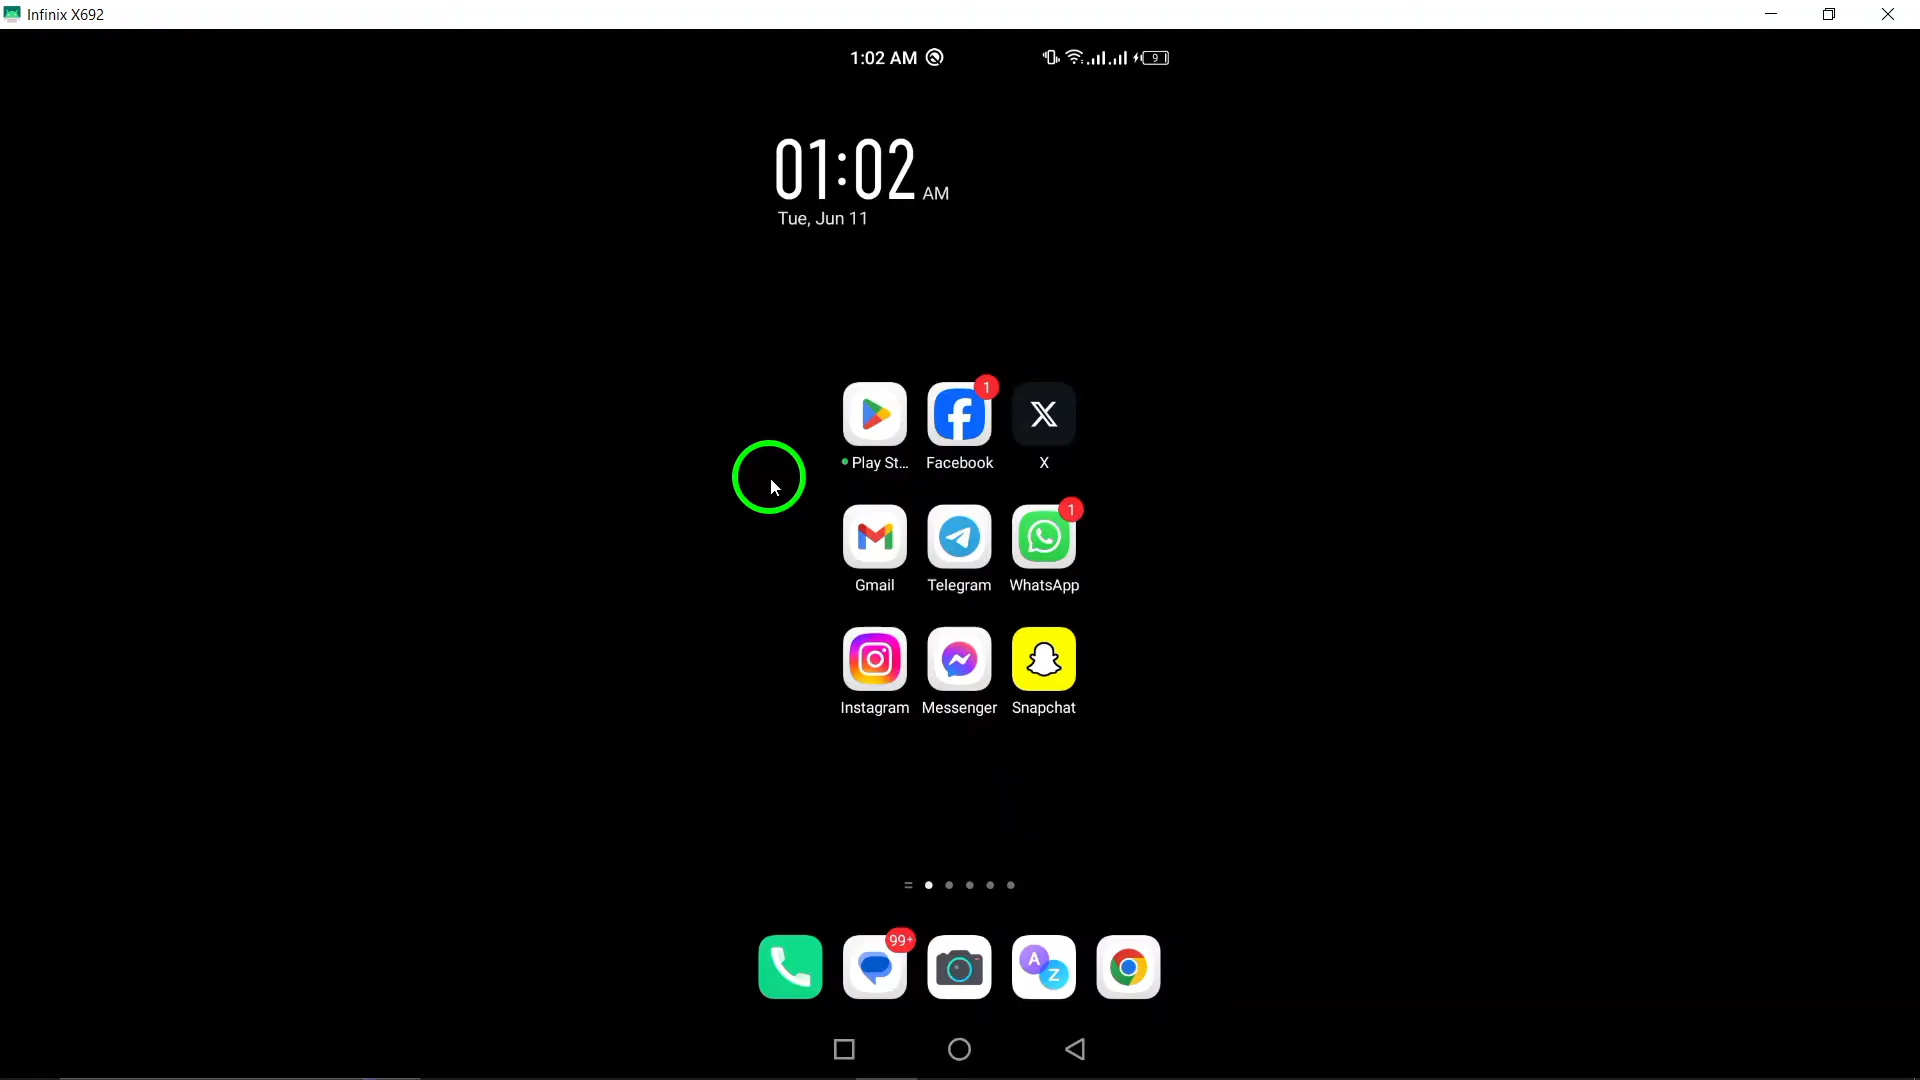 Infinix X692
1:02 AM
9
01:02 AM
Tue, Jun 11
1
Play St... Facebook X
1
Gmail Telegram WhatsApp
Instagram Messenger Snapchat
99+
A
Z